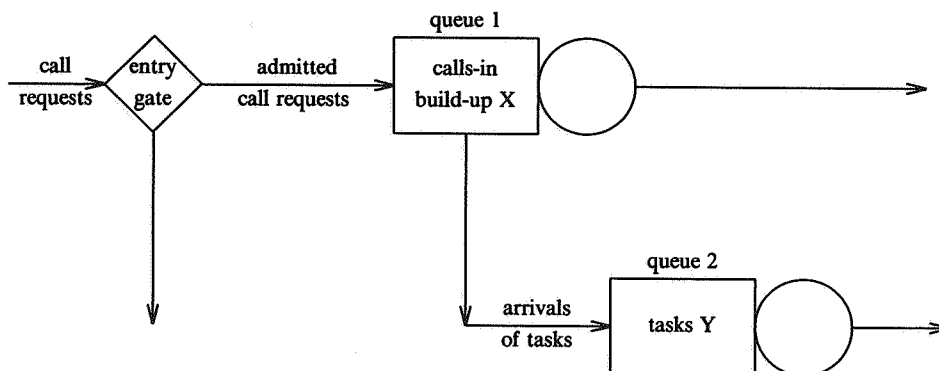 queue 1
call
requests
entry
gate
admitted
call requests
calls-in
build-up X
queue 2
arrivals
of tasks
tasks Y